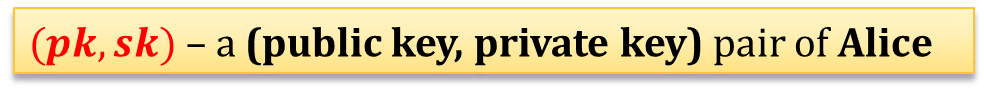 (pk, sk) – a (public key, private key) pair of Alice